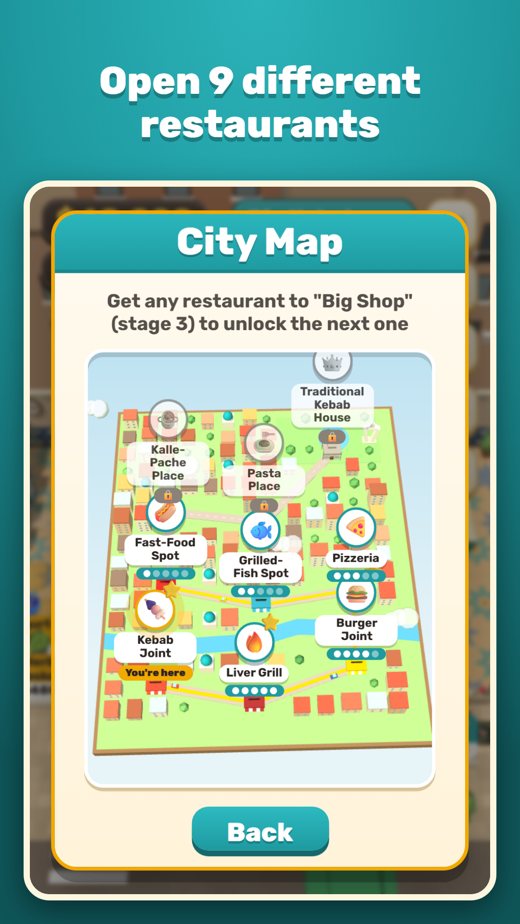 Open 9 different
restaurants
City Map
Get any restaurant to "Big Shop"
(stage 3) to unlock the next one
Traditional
Kebab
House
Kalle-
Pache
Place
Pasta
Place
Fast-Food
Spot
Grilled-
Fish Spot
Pizzeria
Kebab
Joint
You're here
Liver Grill
Burger
Joint
Back